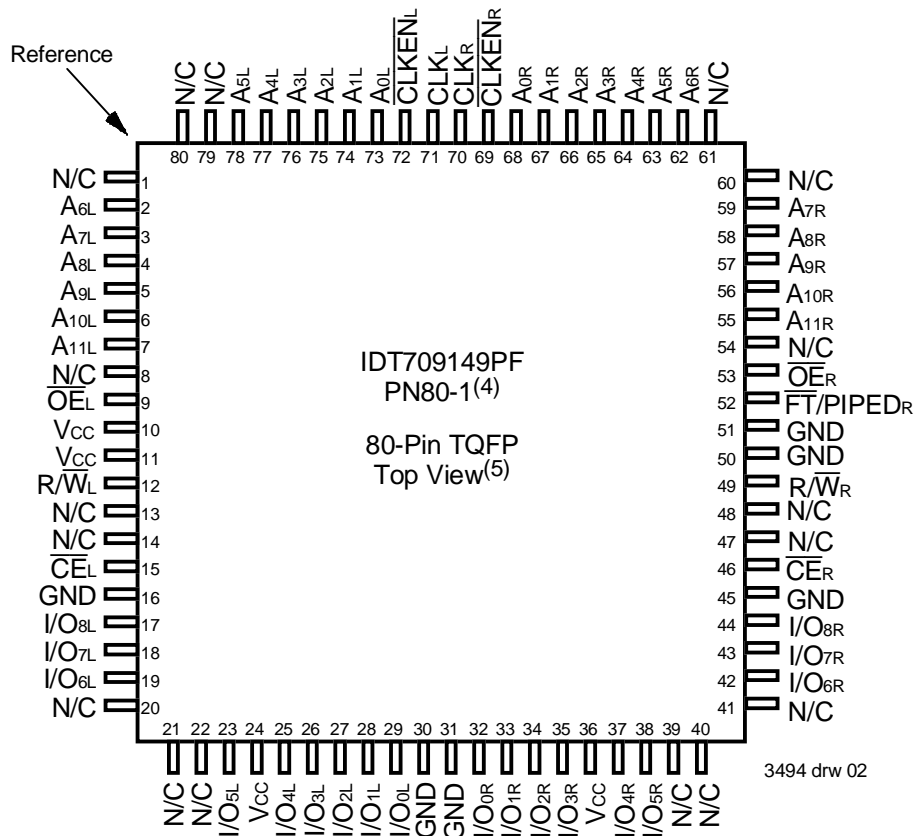 Reference
N/C
N/C
A5L
A4L
A3L
A2L
A1L
A0L
CLKENL
CLKL
CLKR
CLKENR
A0R
A1R
A2R
A3R
A4R
A5R
A6R
N/C
80 79 78 77 76 75 74 73 72 71 70 69 68 67 66 65 64 63 62 61
N/C 1
A6L 2
A7L 3
A8L 4
A9L 5
A10L 6
A11L 7
N/C 8
OEL 9
VCC 10
VCC 11
R/WL 12
N/C 13
N/C 14
CEL 15
GND 16
I/O8L 17
I/O7L 18
I/O6L 19
N/C 20
IDT709149PF
PN80-1(4)
80-Pin TQFP
Top View(5)
60 N/C
59 A7R
58 A8R
57 A9R
56 A10R
55 A11R
54 N/C
53 OER
52 FT/PIPEDR
51 GND
50 GND
49 R/WR
48 N/C
47 N/C
46 CER
45 GND
44 I/O8R
43 I/O7R
42 I/O6R
41 N/C
21 22 23 24 25 26 27 28 29 30 31 32 33 34 35 36 37 38 39 40
N/C
N/C
I/O5L
VCC
I/O4L
I/O3L
I/O2L
I/O1L
I/O0L
GND
GND
I/O0R
I/O1R
I/O2R
I/O3R
VCC
I/O4R
I/O5R
N/C
N/C
3494 drw 02